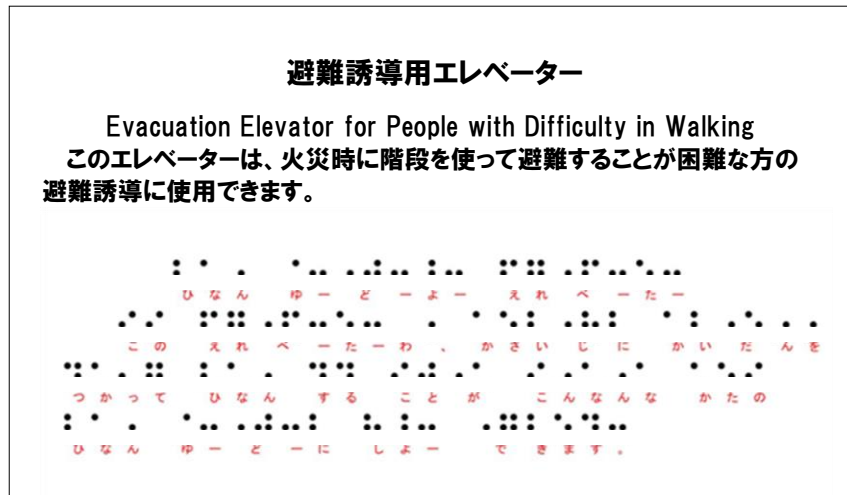 避難誘導用エレベーター
Evacuation Elevator for People with Difficulty in Walking
このエレベーターは、火災時に階段を使って避難することが困難な方の
避難誘導に使用できます。
ひなん ゆーどーよー えれべーたー
この えれべーたーわ、 かさいじに かいだんを
つかって ひなん する ことが こんなんな かたの
ひなん ゆーどーに しよー できます。